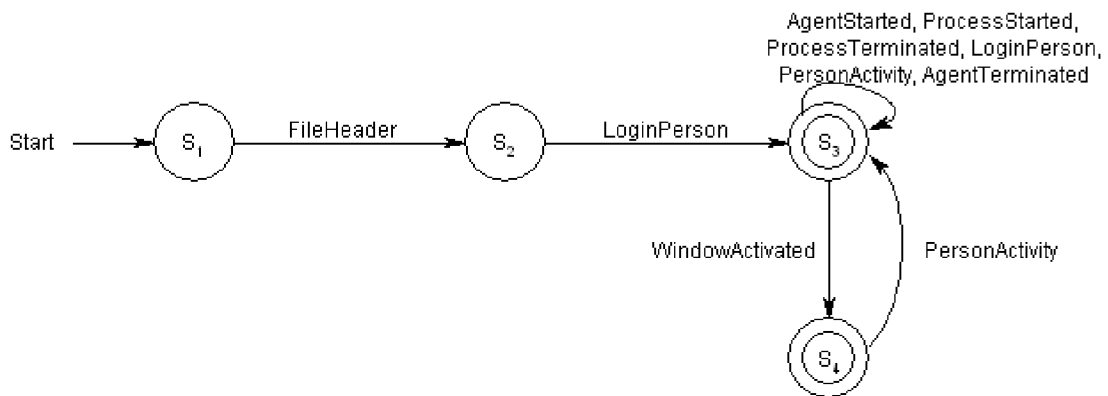 AgentStarted, ProcessStarted,
ProcessTerminated, LoginPerson,
PersonActivity, AgentTerminated
Start
S₁
FileHeader
S₂
LoginPerson
S₃
WindowActivated
PersonActivity
S₄